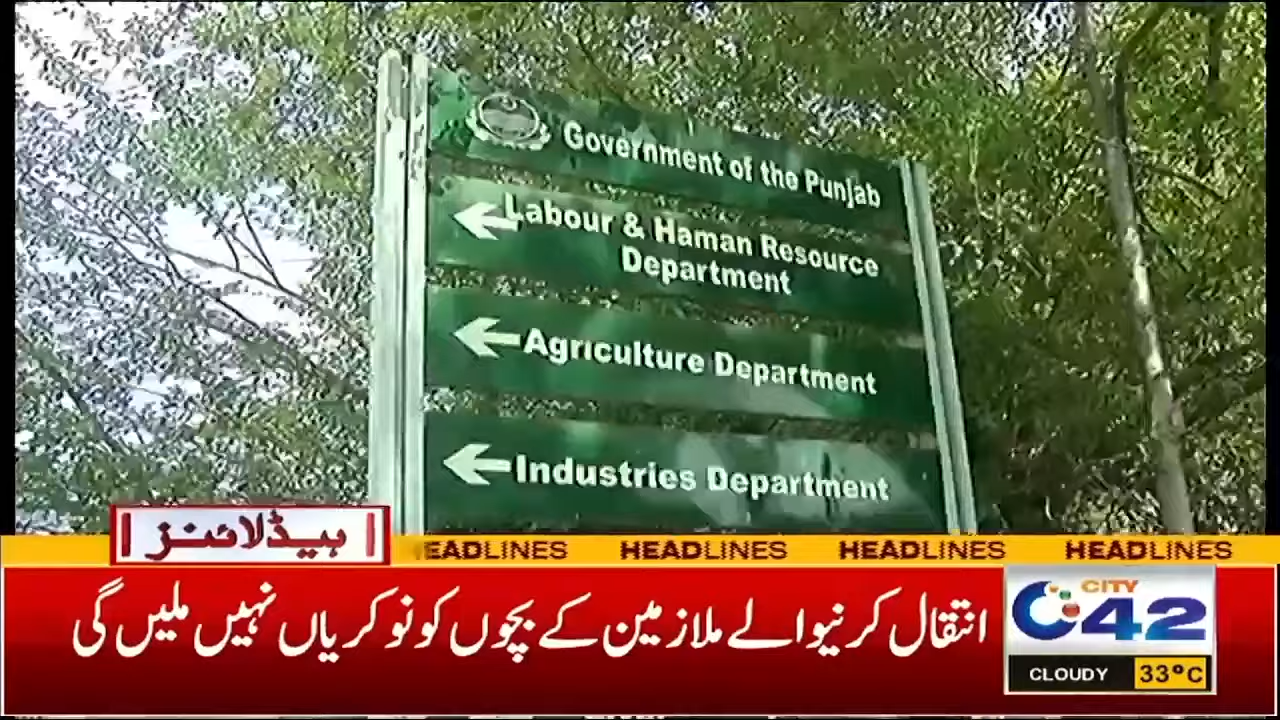 Government of the Punjab
Labour & Haman Resource
Department
Agriculture Department
Industries Department
ہیڈلائنز
EADLINES HEADLINES HEADLINES HEADLINES
انتقال کرنیوالے ملازمین کے بچوں کو نوکریاں نہیں ملیں گی
CITY
42
CLOUDY 33°C